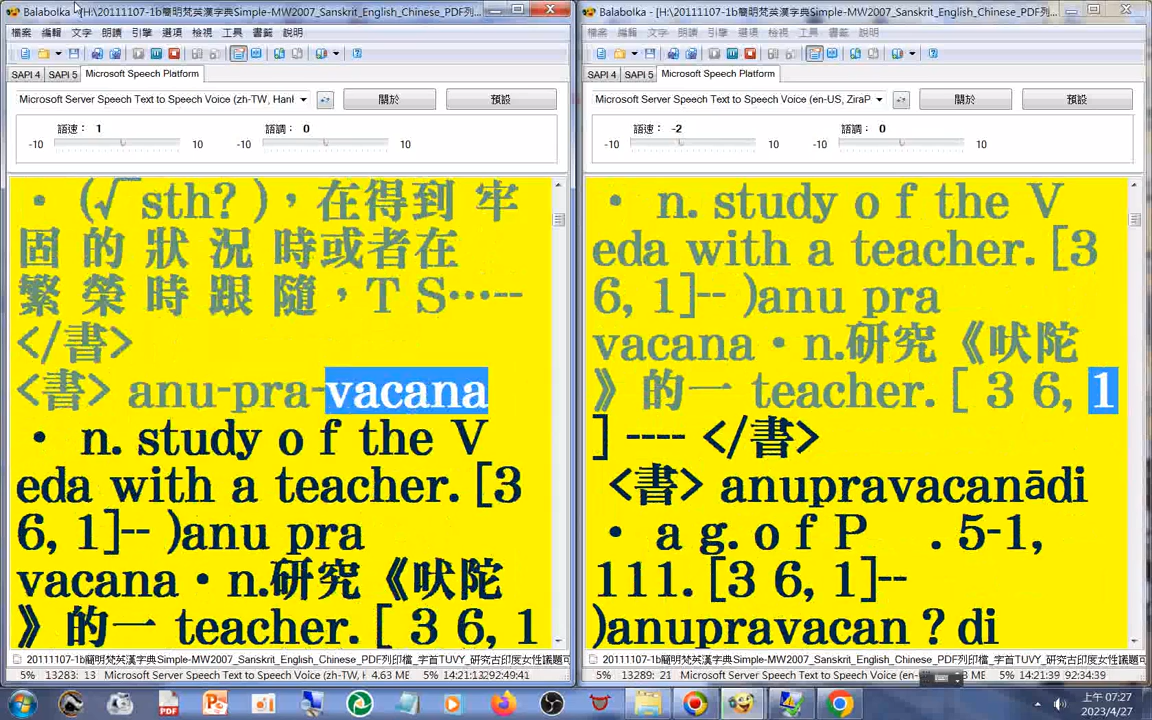 Balabolka - [H:\20111107-1b簡明梵英漢字典Simple-MW2007_Sanskrit_English_Chinese_PDF列...
檔案 編輯 文字 朗讀 引擎 選項 檢視 工具 書籤 說明
SAPI 4 SAPI 5 Microsoft Speech Platform
Microsoft Server Speech Text to Speech Voice (zh-TW, Hanl
關於 預設
語速： 1 語調： 0
-10 10 -10 10
• (√ sth? )，在得到 牢
固 的 狀 況 時或者在
繁 榮 時 跟 隨，T S…--
</書>
<書> anu-pra-vacana
• n. study o f the V
eda with a teacher. [3
6, 1]-- )anu pra
vacana • n.研究《吠陀
》的一 teacher. [ 3 6, 1
20111107-1b簡明梵英漢字典Simple-MW2007_Sanskrit_English_Chinese_PDF列印檔_字首TUVY_研究古印度女性議題可
5% 13283: 13 Microsoft Server Speech Text to Speech Voice (zh-TW, H 4.63 ME 5% 14:21:13292:49:41
Balabolka - [H:\20111107-1b簡明梵英漢字典Simple-MW2007_Sanskrit_English_Chinese_PDF列印...
檔案 編輯 文字 朗讀 引擎 選項 檢視 工具 書籤 說明
SAPI 4 SAPI 5 Microsoft Speech Platform
Microsoft Server Speech Text to Speech Voice (en-US, ZiraP
關於 預設
語速： -2 語調： 0
-10 10 -10 10
• n. study o f the V
eda with a teacher. [3
6, 1]-- )anu pra
vacana • n.研究《吠陀
》的一 teacher. [ 3 6, 1
] ---- </書>
<書> anupravacanādi
• a g. o f P . 5-1,
111. [3 6, 1]--
)anupravacan ? di
20111107-1b簡明梵英漢字典Simple-MW2007_Sanskrit_English_Chinese_PDF列印檔_字首TUVY_研究古印度女性議題可
5% 13289: 21 Microsoft Server Speech Text to Speech Voice (en-US, Z 5% 14:21:39 92:34:39
上午 07:27
2023/4/27